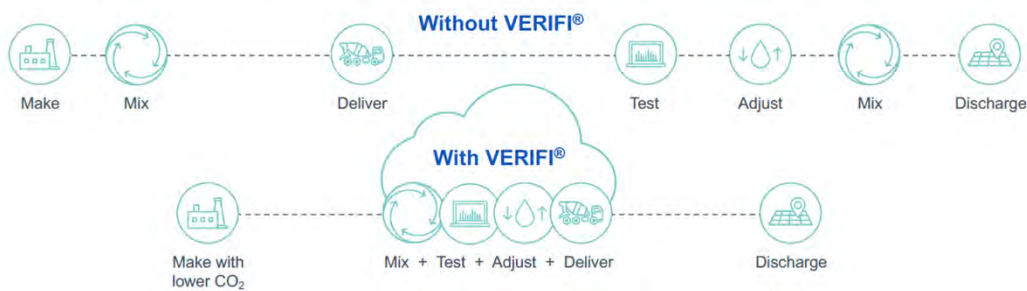 Without VERIFI®
Make
Mix
Deliver
Test
Adjust
Mix
Discharge
With VERIFI®
Make with
lower CO₂
Mix + Test + Adjust + Deliver
Discharge